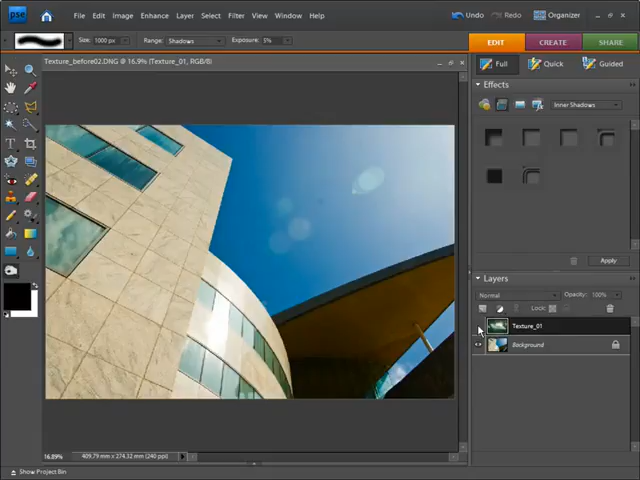 pse File Edit Image Enhance Layer Select Filter View Window Help Undo Redo Organizer
Size: 1000 px Range: Shadows Exposure: 5% EDIT CREATE SHARE
Texture_before02.DNG @ 16.9% (Texture_01, RGB/8)
Full Quick Guided
Effects
Inner Shadows
Apply
Layers
Normal Opacity: 100%
Lock:
Texture_01
Background
16.89% 409.79 mm x 274.32 mm (240 ppi)
Show Project Bin